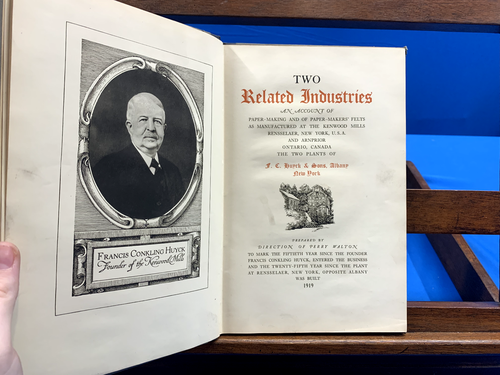 FRANCIS CONKLING HUYCK
Founder of the Kenwood Mills
TWO
Related Industries
AN ACCOUNT OF
PAPER-MAKING AND OF PAPER-MAKERS' FELTS
AS MANUFACTURED AT THE KENWOOD MILLS
RENSSELAER, NEW YORK, U.S.A.
AND ARNPRIOR
ONTARIO, CANADA
THE TWO PLANTS OF
F. C. Huyck & Sons, Albany
New York
PREPARED BY
DIRECTION OF PERRY WALTON
TO MARK THE FIFTIETH YEAR SINCE THE FOUNDER
FRANCIS CONKLING HUYCK, ENTERED THE BUSINESS
AND THE TWENTY-FIFTH YEAR SINCE THE PLANT
AT RENSSELAER, NEW YORK, OPPOSITE ALBANY
WAS BUILT
1919